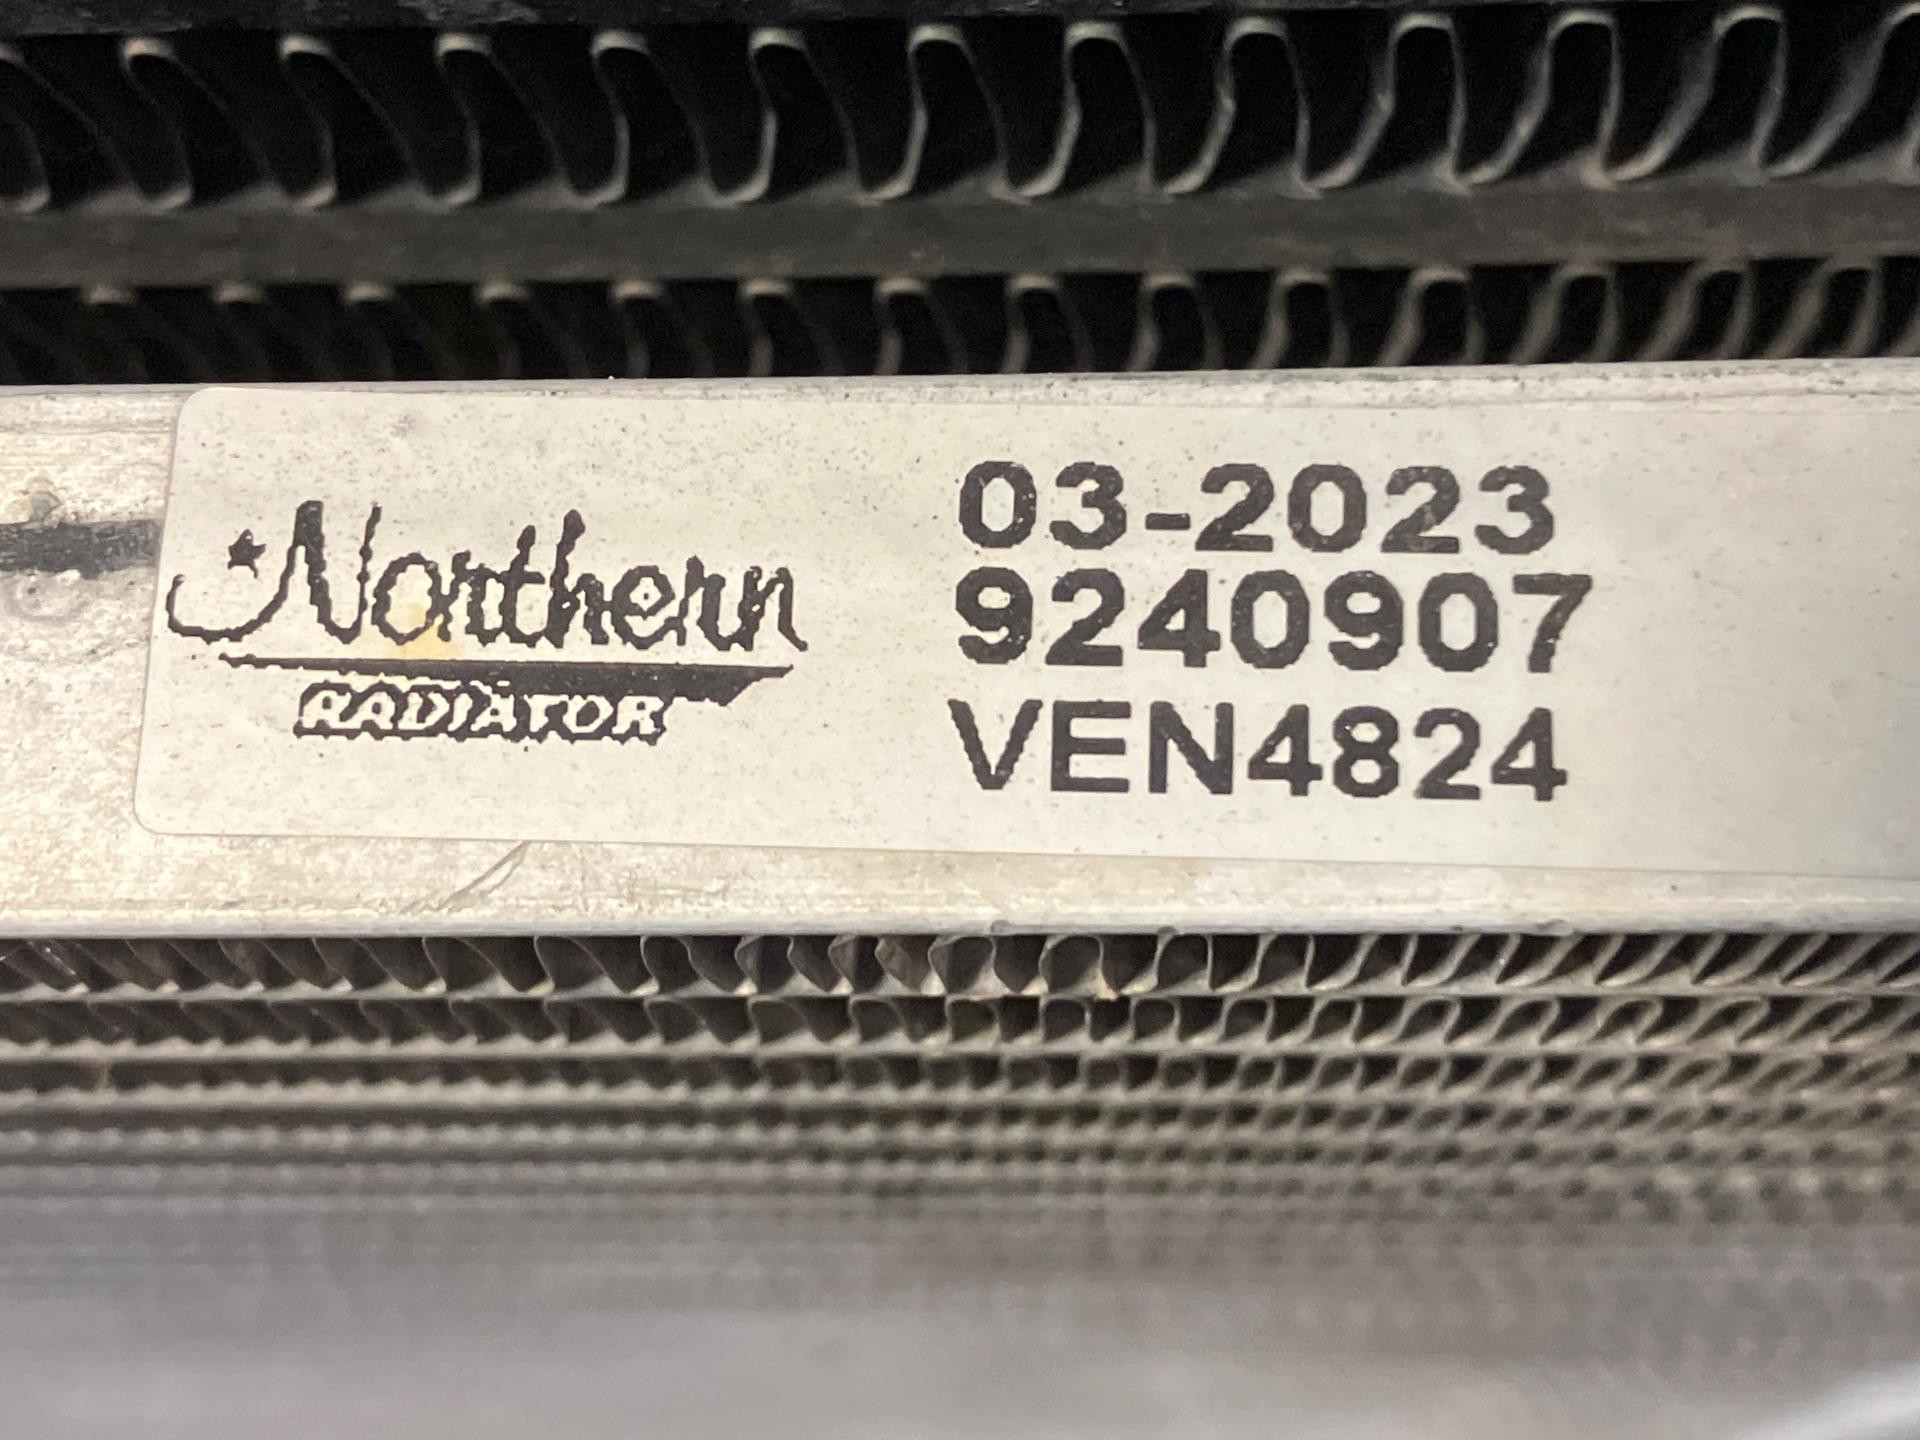 Northern
RADIATOR
03-2023
9240907
VEN4824